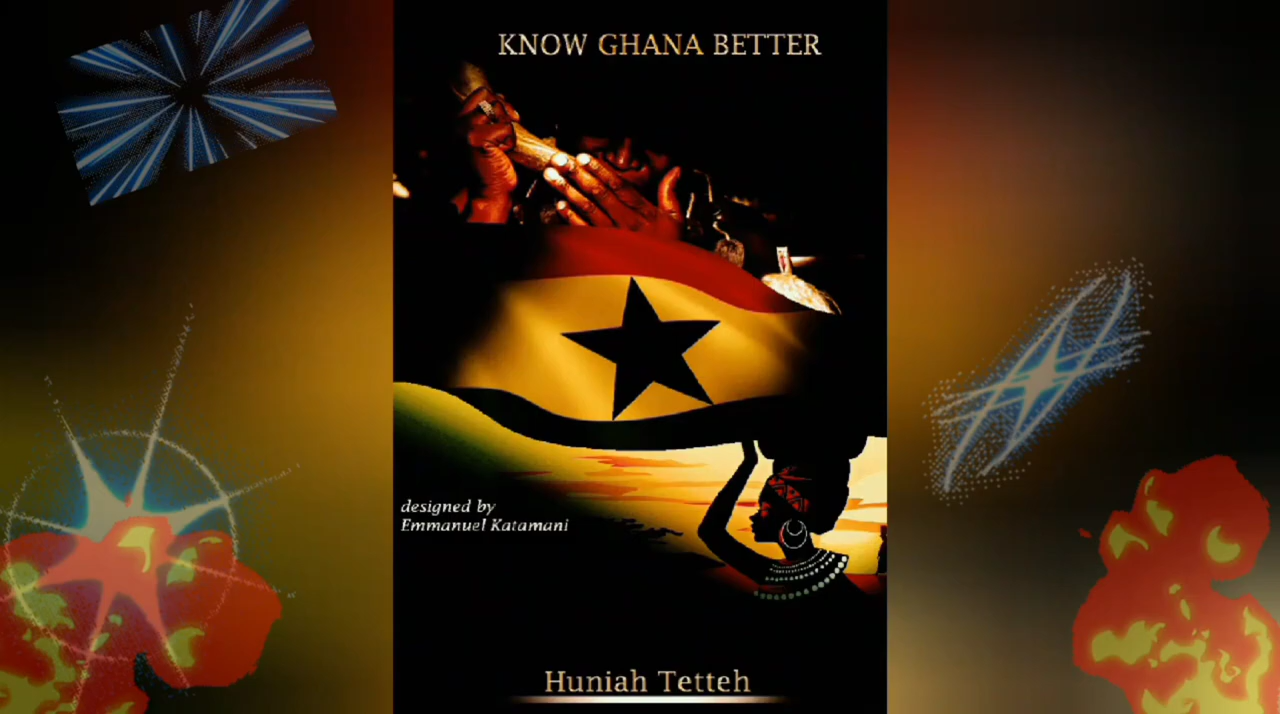 KNOW GHANA BETTER
designed by
Emmanuel Katamani
Huniah Tetteh